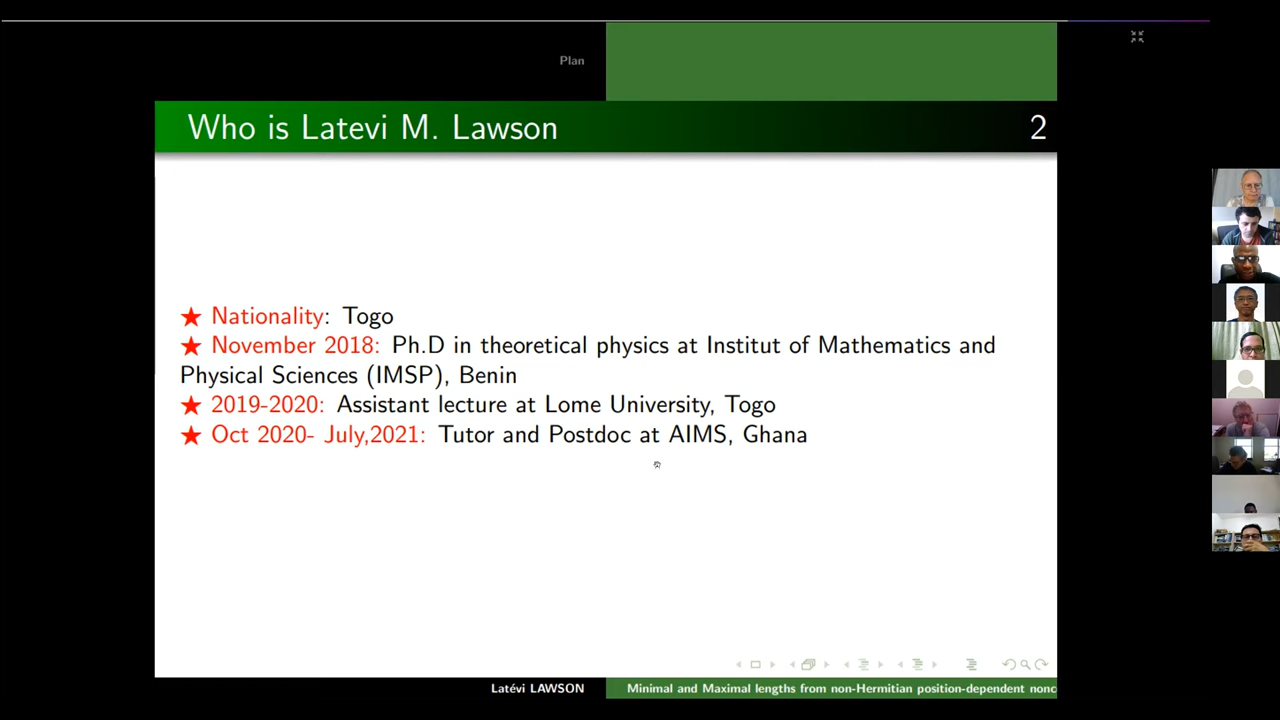 Plan
Who is Latevi M. Lawson 2
★ Nationality: Togo
★ November 2018: Ph.D in theoretical physics at Institut of Mathematics and
Physical Sciences (IMSP), Benin
★ 2019-2020: Assistant lecture at Lome University, Togo
★ Oct 2020- July,2021: Tutor and Postdoc at AIMS, Ghana
Latévi LAWSON Minimal and Maximal lengths from non-Hermitian position-dependent nonc